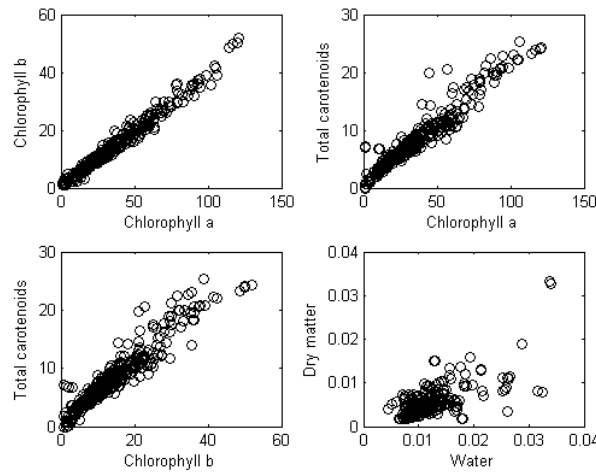 60
40
20
0
0 50 100 150
Chlorophyll b
Chlorophyll a
30
20
10
0
0 50 100 150
Total carotenoids
Chlorophyll a
30
20
10
0
0 20 40 60
Total carotenoids
Chlorophyll b
0.04
0.03
0.02
0.01
0
0 0.01 0.02 0.03 0.04
Dry matter
Water